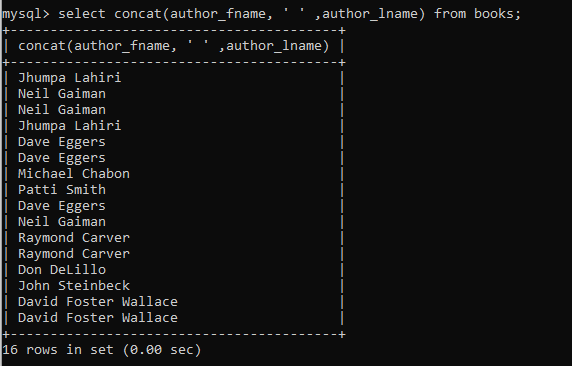 mysql> select concat(author_fname, ' ' ,author_lname) from books;
+-----------------------------------------+
| concat(author_fname, ' ' ,author_lname) |
+-----------------------------------------+
| Jhumpa Lahiri                           |
| Neil Gaiman                             |
| Neil Gaiman                             |
| Jhumpa Lahiri                           |
| Dave Eggers                             |
| Dave Eggers                             |
| Michael Chabon                          |
| Patti Smith                             |
| Dave Eggers                             |
| Neil Gaiman                             |
| Raymond Carver                          |
| Raymond Carver                          |
| Don DeLillo                             |
| John Steinbeck                          |
| David Foster Wallace                    |
| David Foster Wallace                    |
+-----------------------------------------+
16 rows in set (0.00 sec)